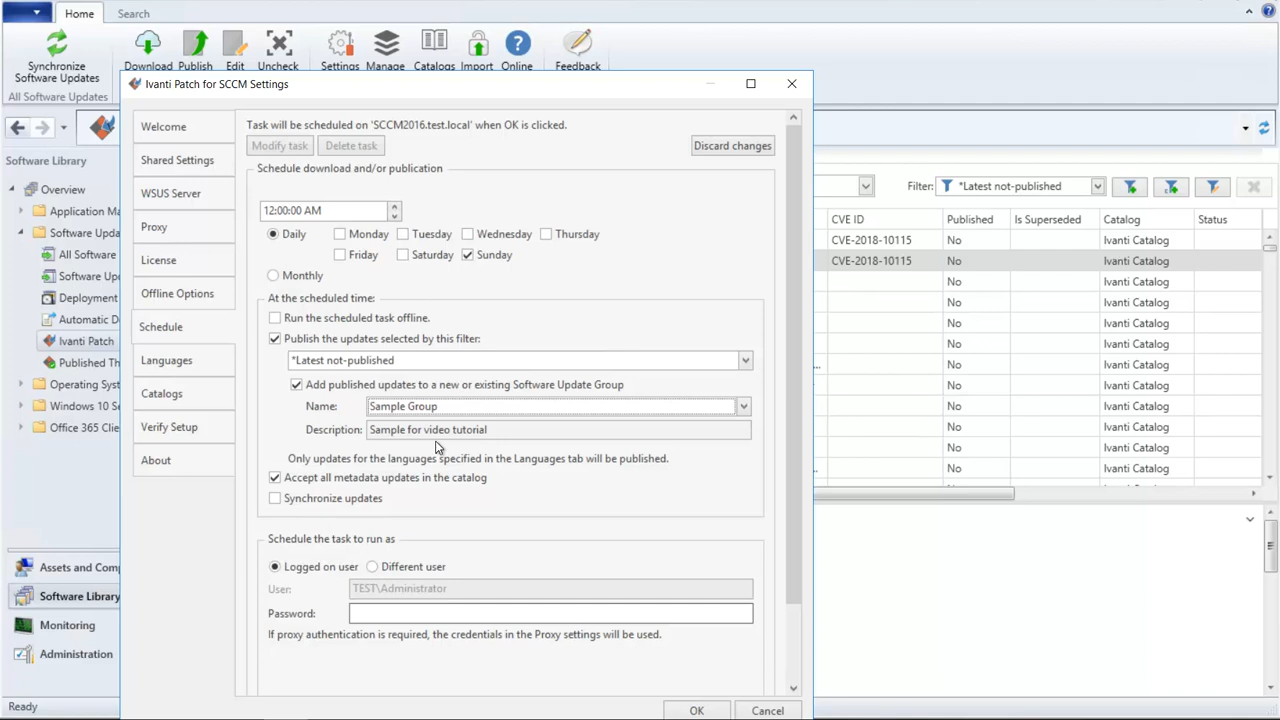 Home Search
Synchronize
Software Updates
Download Publish Edit Uncheck Settings Manage Catalogs Import Online Feedback
All Software Updates
Ivanti Patch for SCCM Settings
Software Library
Overview
Application Ma
Software Upda
All Software
Software Up
Deployment
Automatic D
Ivanti Patch
Published Th
Operating Syst
Windows 10 Se
Office 365 Clie
Assets and Comp
Software Library
Monitoring
Administration
Ready
Welcome
Shared Settings
WSUS Server
Proxy
License
Offline Options
Schedule
Languages
Catalogs
Verify Setup
About
Task will be scheduled on 'SCCM2016.test.local' when OK is clicked.
Modify task Delete task Discard changes
Schedule download and/or publication
12:00:00 AM
Daily Monday Tuesday Wednesday Thursday
Friday Saturday Sunday
Monthly
At the scheduled time:
Run the scheduled task offline.
Publish the updates selected by this filter:
*Latest not-published
Add published updates to a new or existing Software Update Group
Name: Sample Group
Description: Sample for video tutorial
Only updates for the languages specified in the Languages tab will be published.
Accept all metadata updates in the catalog
Synchronize updates
Schedule the task to run as
Logged on user Different user
User: TEST\Administrator
Password:
If proxy authentication is required, the credentials in the Proxy settings will be used.
OK Cancel
Filter: *Latest not-published
CVE ID Published Is Superseded Catalog Status
CVE-2018-10115 No Ivanti Catalog
CVE-2018-10115 No Ivanti Catalog
No Ivanti Catalog
No Ivanti Catalog
No Ivanti Catalog
No Ivanti Catalog
... No Ivanti Catalog
No Ivanti Catalog
No Ivanti Catalog
No Ivanti Catalog
No Ivanti Catalog
... No Ivanti Catalog